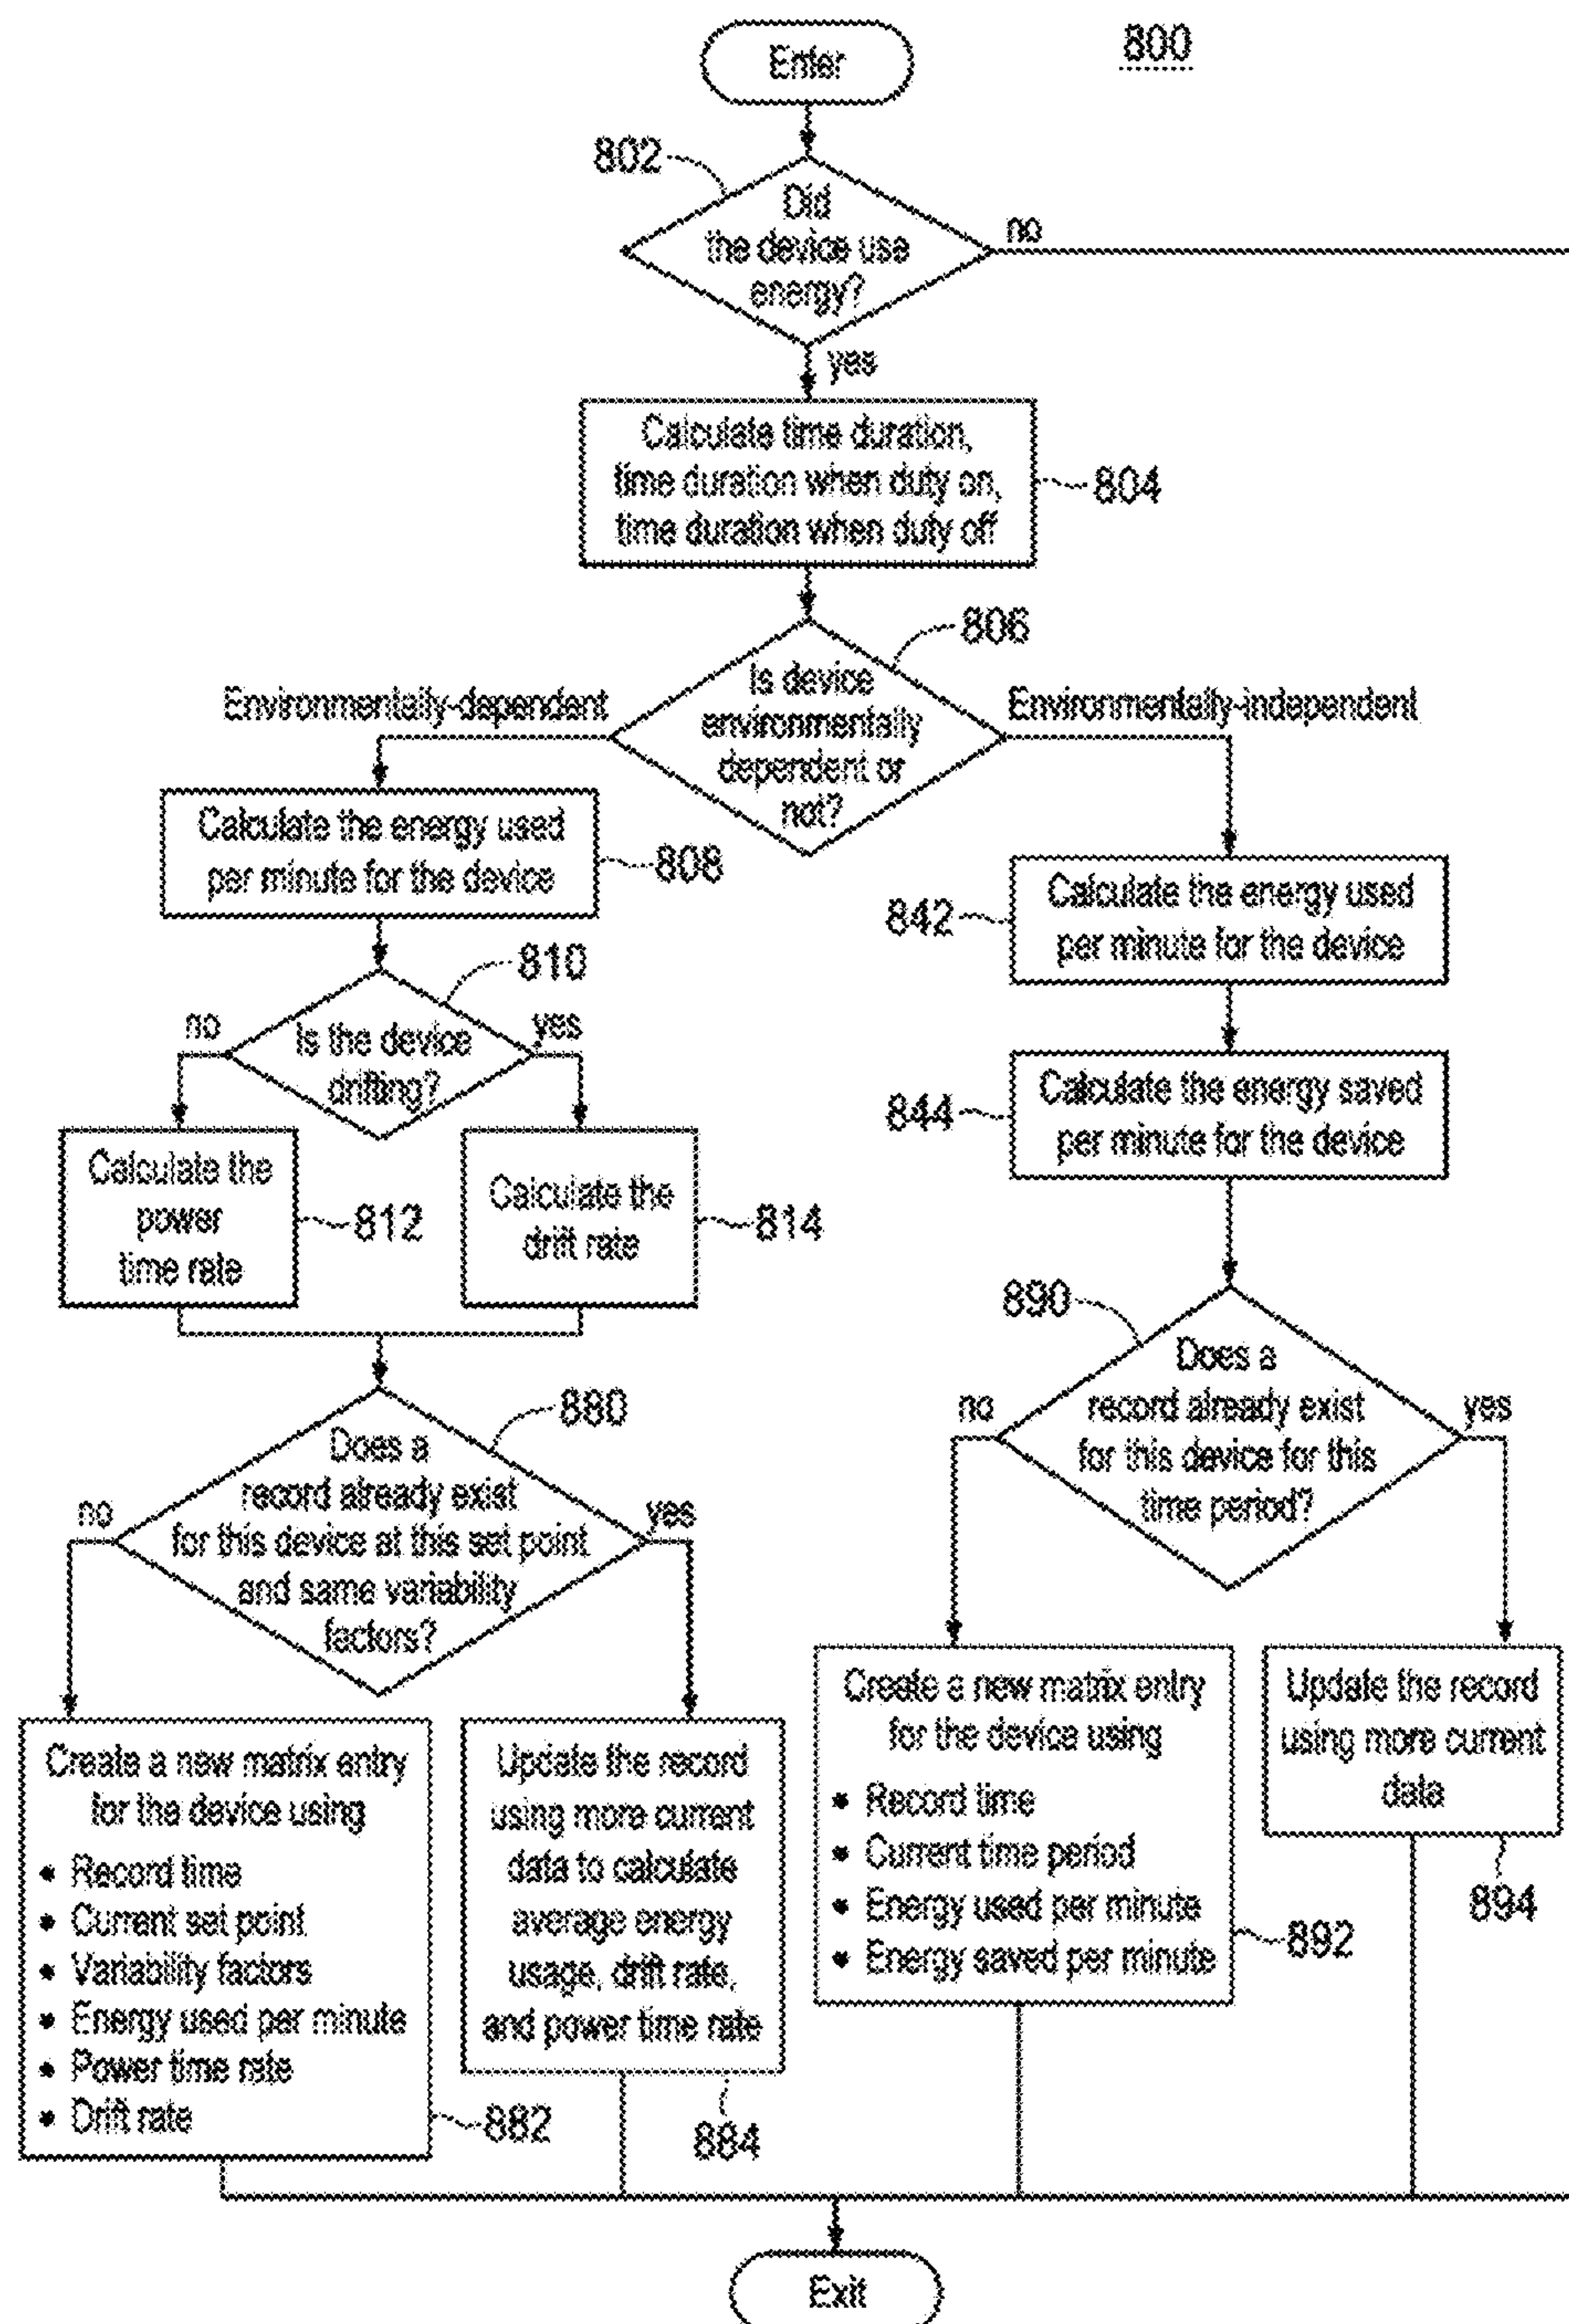 800
Enter
802
Did
the device use
energy?
no
yes
Calculate time duration,
time duration when duty on,
time duration when duty off
804
806
Is device
environmentally
dependent or
not?
Environmentally-dependent
Environmentally-independent
Calculate the energy used
per minute for the device
808
842
Calculate the energy used
per minute for the device
810
no
Is the device
drifting?
yes
844
Calculate the energy saved
per minute for the device
Calculate the
power
time rate
812
Calculate the
drift rate
814
890
Does a
record already exist
for this device for this
time period?
no
yes
880
Does a
record already exist
for this device at this set point
and same variability
factors?
no
yes
Create a new matrix entry
for the device using
• Record time
• Current set point
• Variability factors
• Energy used per minute
• Power time rate
• Drift rate
882
Update the record
using more current
data to calculate
average energy
usage, drift rate,
and power time rate
884
Create a new matrix entry
for the device using
• Record time
• Current time period
• Energy used per minute
• Energy saved per minute
892
Update the record
using more current
data
894
Exit